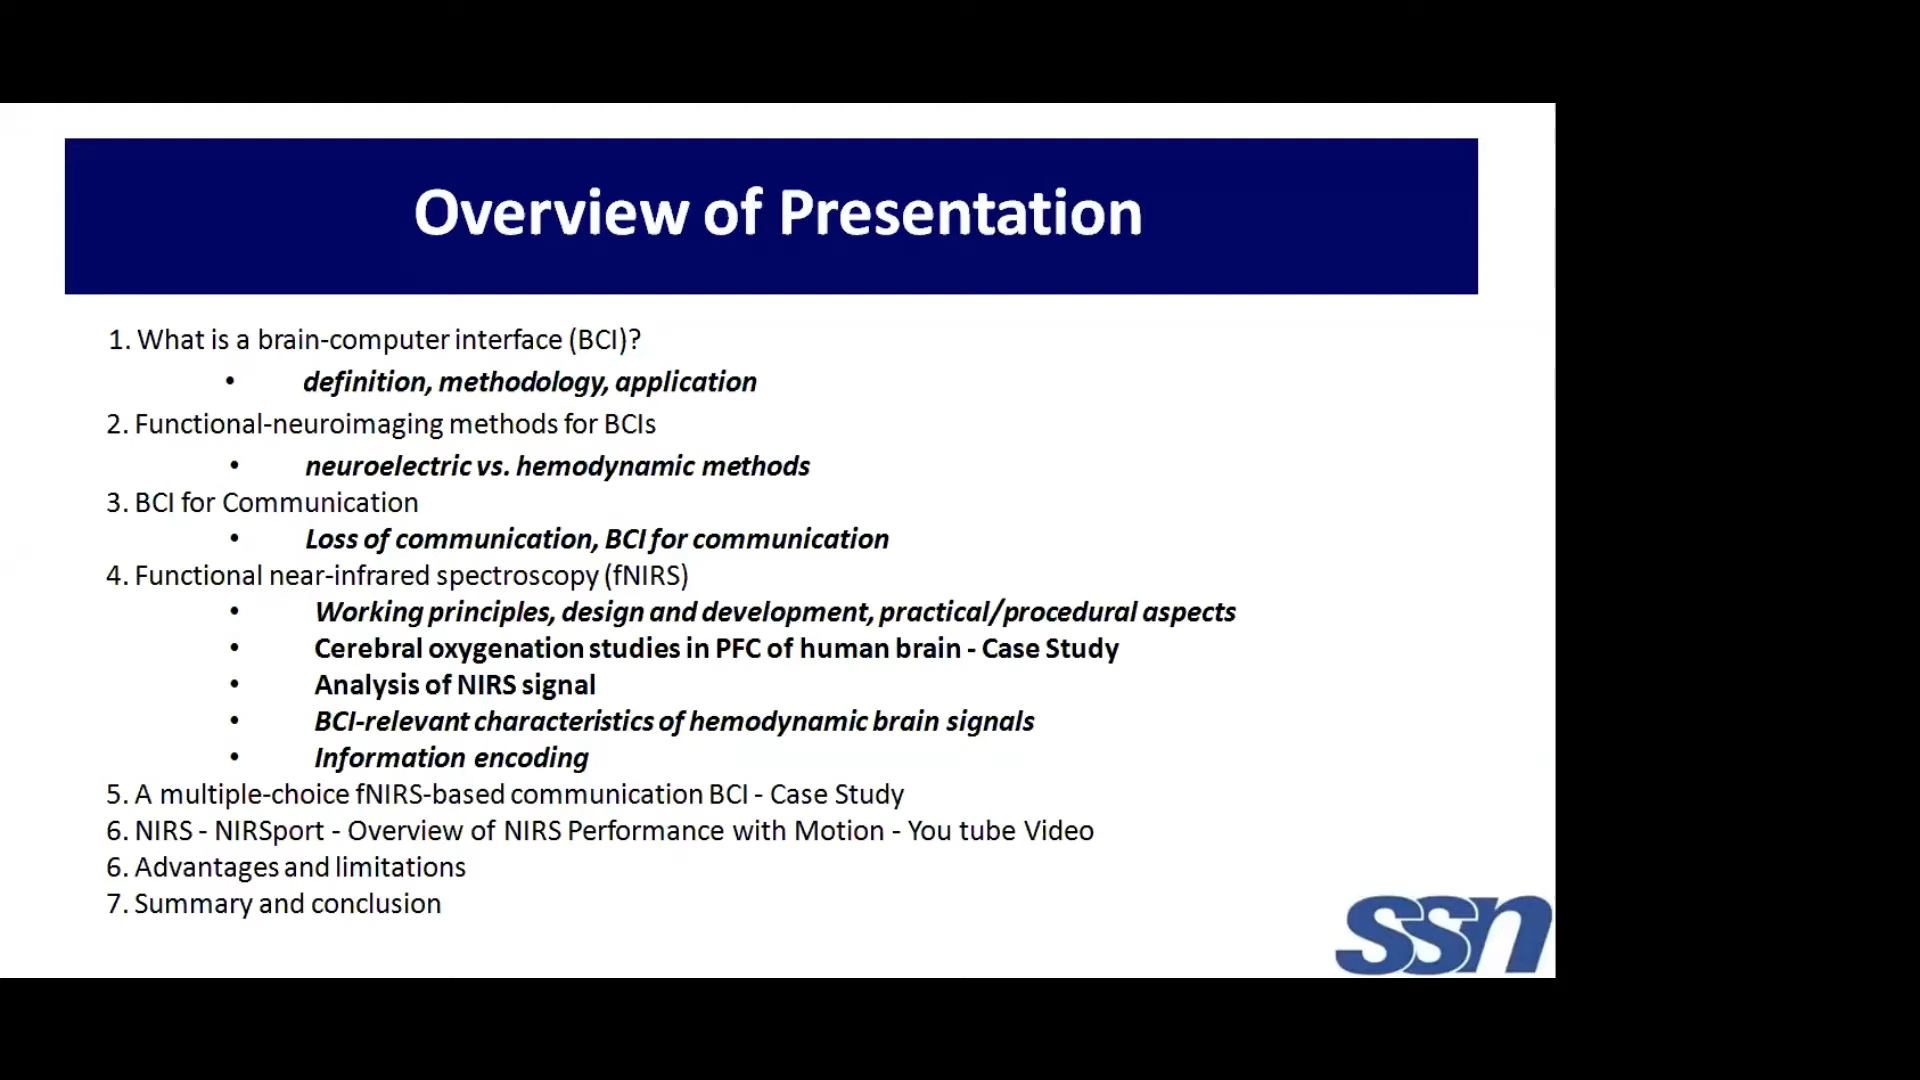 Overview of Presentation
1. What is a brain-computer interface (BCI)?
• definition, methodology, application
2. Functional-neuroimaging methods for BCIs
• neuroelectric vs. hemodynamic methods
3. BCI for Communication
• Loss of communication, BCI for communication
4. Functional near-infrared spectroscopy (fNIRS)
• Working principles, design and development, practical/procedural aspects
• Cerebral oxygenation studies in PFC of human brain - Case Study
• Analysis of NIRS signal
• BCI-relevant characteristics of hemodynamic brain signals
• Information encoding
5. A multiple-choice fNIRS-based communication BCI - Case Study
6. NIRS - NIRSport - Overview of NIRS Performance with Motion - You tube Video
6. Advantages and limitations
7. Summary and conclusion
ssn